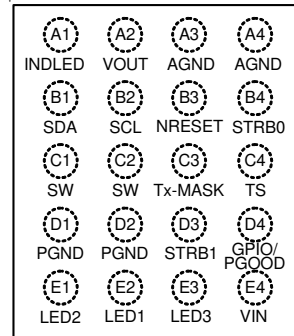 A1 A2 A3 A4
INDLED VOUT AGND AGND
B1 B2 B3 B4
SDA SCL NRESET STRB0
C1 C2 C3 C4
SW SW Tx-MASK TS
D1 D2 D3 D4
PGND PGND STRB1 GPIO/
PGOOD
E1 E2 E3 E4
LED2 LED1 LED3 VIN